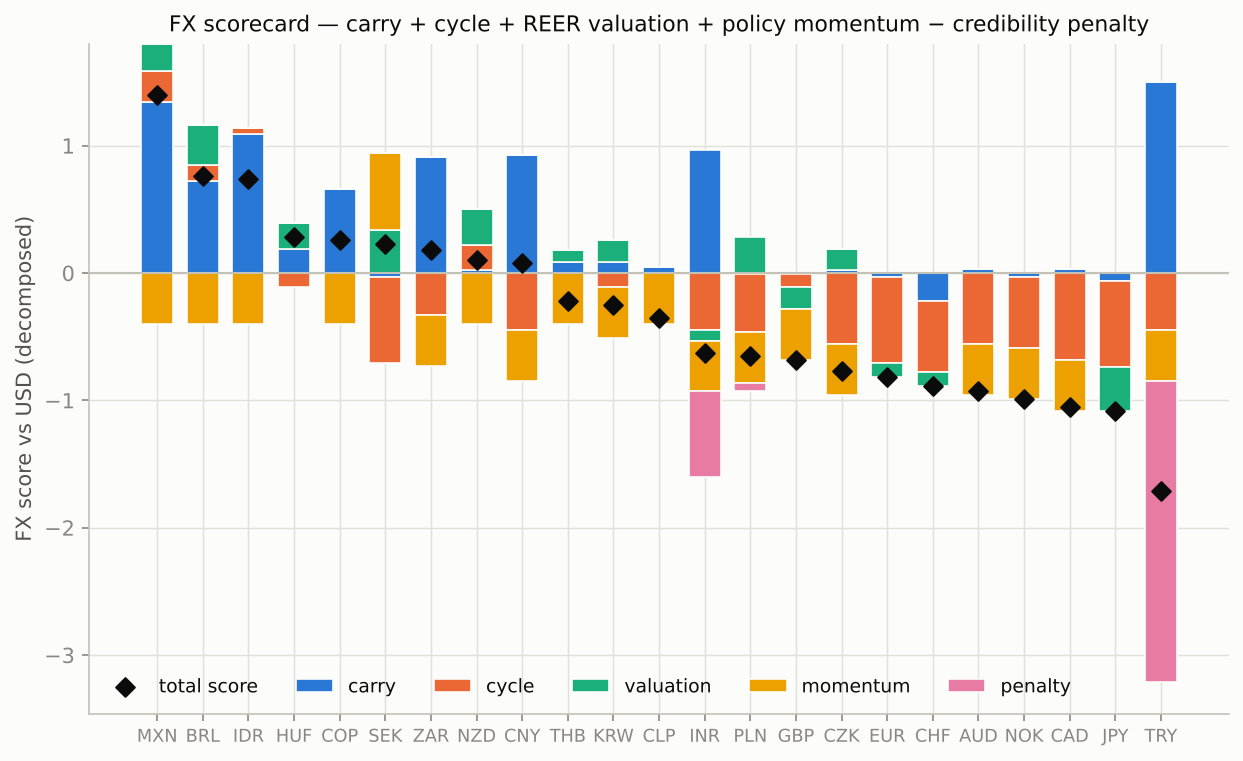 FX scorecard — carry + cycle + REER valuation + policy momentum − credibility penalty
FX score vs USD (decomposed)
1
0
−1
−2
−3
total score carry cycle valuation momentum penalty
MXN BRL IDR HUF COP SEK ZAR NZD CNY THB KRW CLP INR PLN GBP CZK EUR CHF AUD NOK CAD JPY TRY